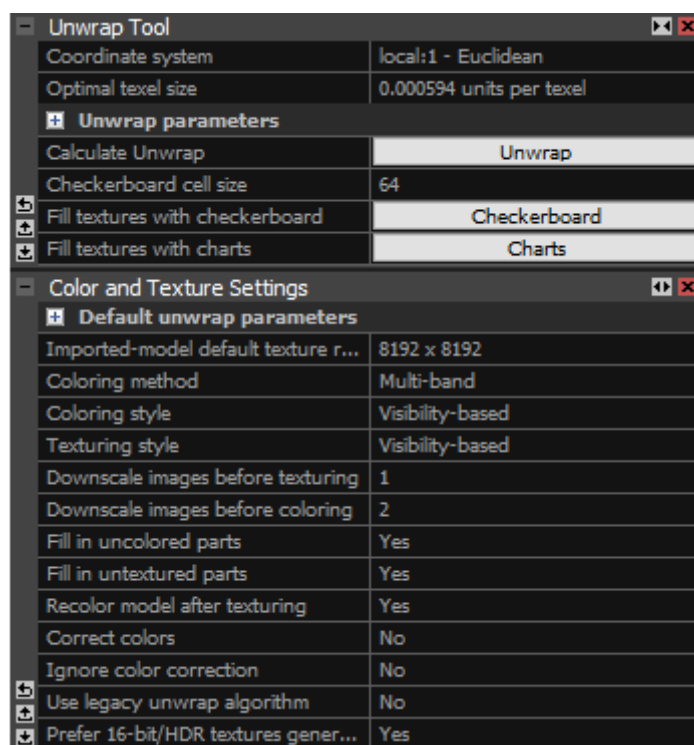 Unwrap Tool
Coordinate system local:1 - Euclidean
Optimal texel size 0.000594 units per texel
Unwrap parameters
Calculate Unwrap Unwrap
Checkerboard cell size 64
Fill textures with checkerboard Checkerboard
Fill textures with charts Charts
Color and Texture Settings
Default unwrap parameters
Imported-model default texture r... 8192 x 8192
Coloring method Multi-band
Coloring style Visibility-based
Texturing style Visibility-based
Downscale images before texturing 1
Downscale images before coloring 2
Fill in uncolored parts Yes
Fill in untextured parts Yes
Recolor model after texturing Yes
Correct colors No
Ignore color correction No
Use legacy unwrap algorithm No
Prefer 16-bit/HDR textures gener... Yes